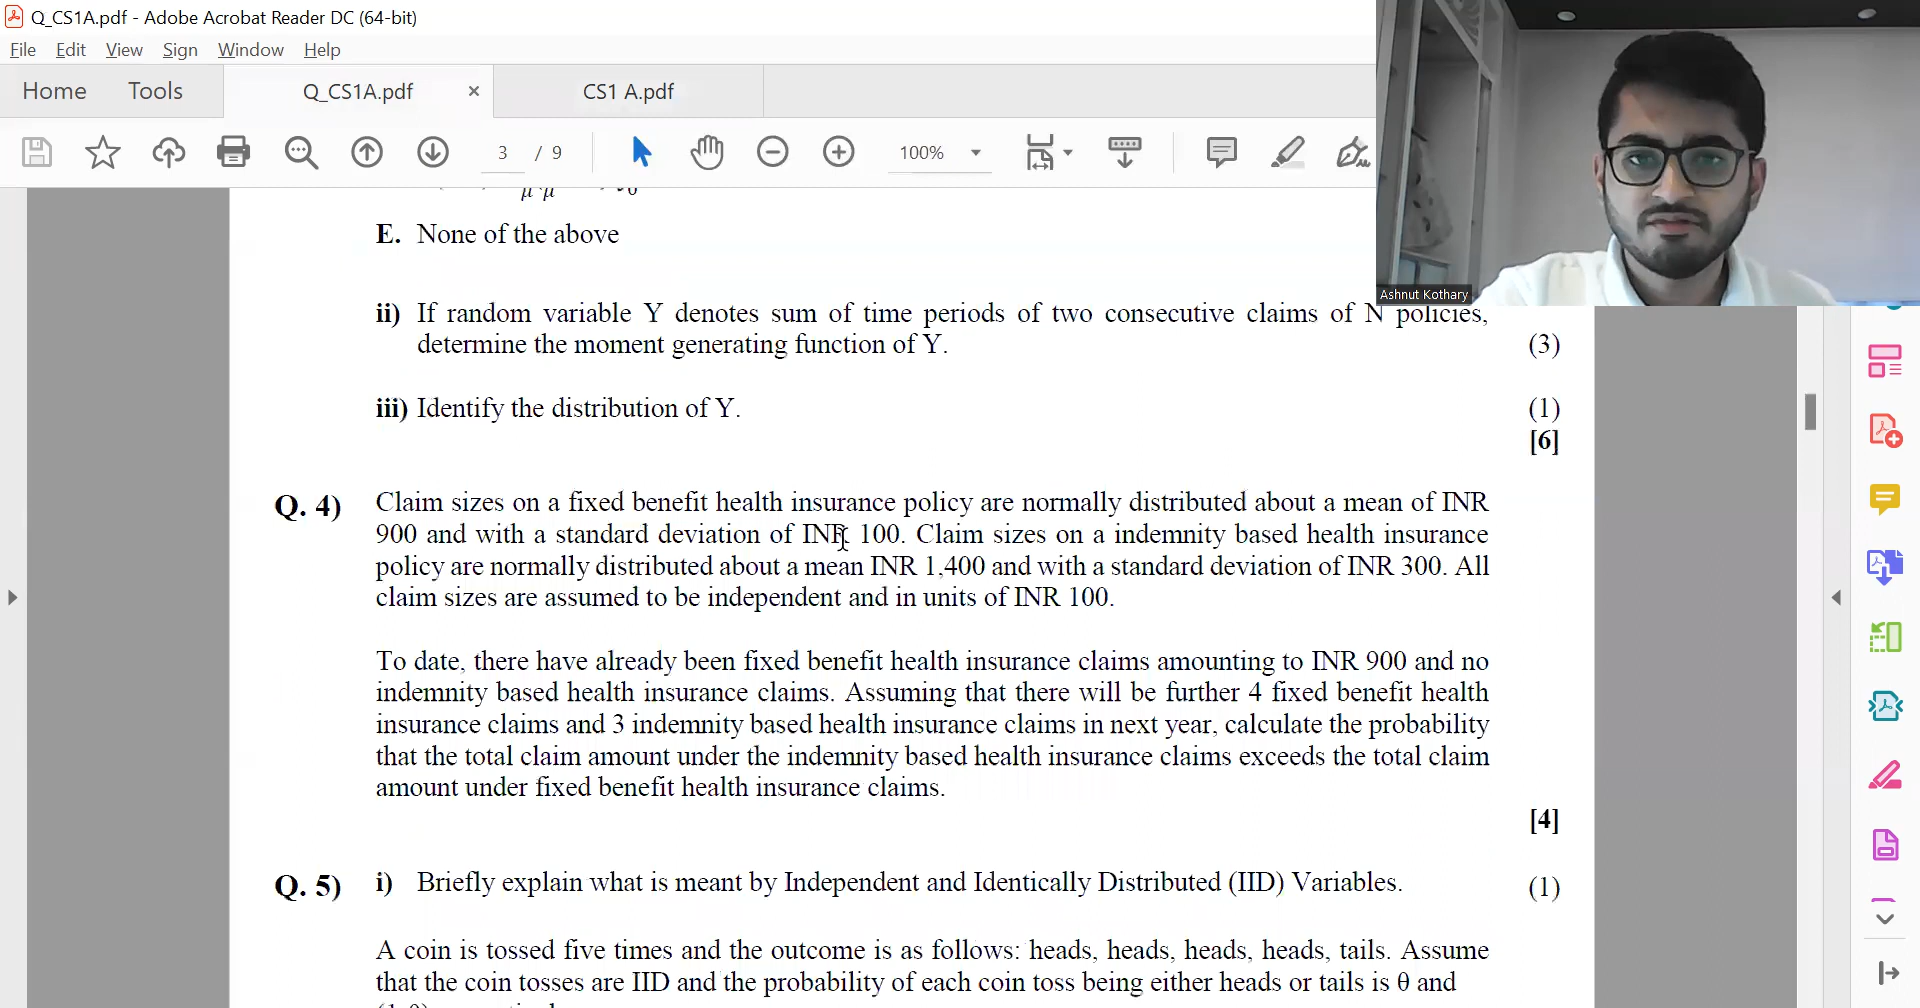 Q_CS1A.pdf - Adobe Acrobat Reader DC (64-bit)
File Edit View Sign Window Help
Home Tools Q_CS1A.pdf × CS1 A.pdf
3 / 9 100%
E. None of the above
Ashnut Kothary
ii) If random variable Y denotes sum of time periods of two consecutive claims of N policies,
determine the moment generating function of Y. (3)
iii) Identify the distribution of Y. (1)
[6]
Q. 4) Claim sizes on a fixed benefit health insurance policy are normally distributed about a mean of INR
900 and with a standard deviation of INR 100. Claim sizes on a indemnity based health insurance
policy are normally distributed about a mean INR 1,400 and with a standard deviation of INR 300. All
claim sizes are assumed to be independent and in units of INR 100.
To date, there have already been fixed benefit health insurance claims amounting to INR 900 and no
indemnity based health insurance claims. Assuming that there will be further 4 fixed benefit health
insurance claims and 3 indemnity based health insurance claims in next year, calculate the probability
that the total claim amount under the indemnity based health insurance claims exceeds the total claim
amount under fixed benefit health insurance claims.
[4]
Q. 5) i) Briefly explain what is meant by Independent and Identically Distributed (IID) Variables. (1)
A coin is tossed five times and the outcome is as follows: heads, heads, heads, heads, tails. Assume
that the coin tosses are IID and the probability of each coin toss being either heads or tails is θ and